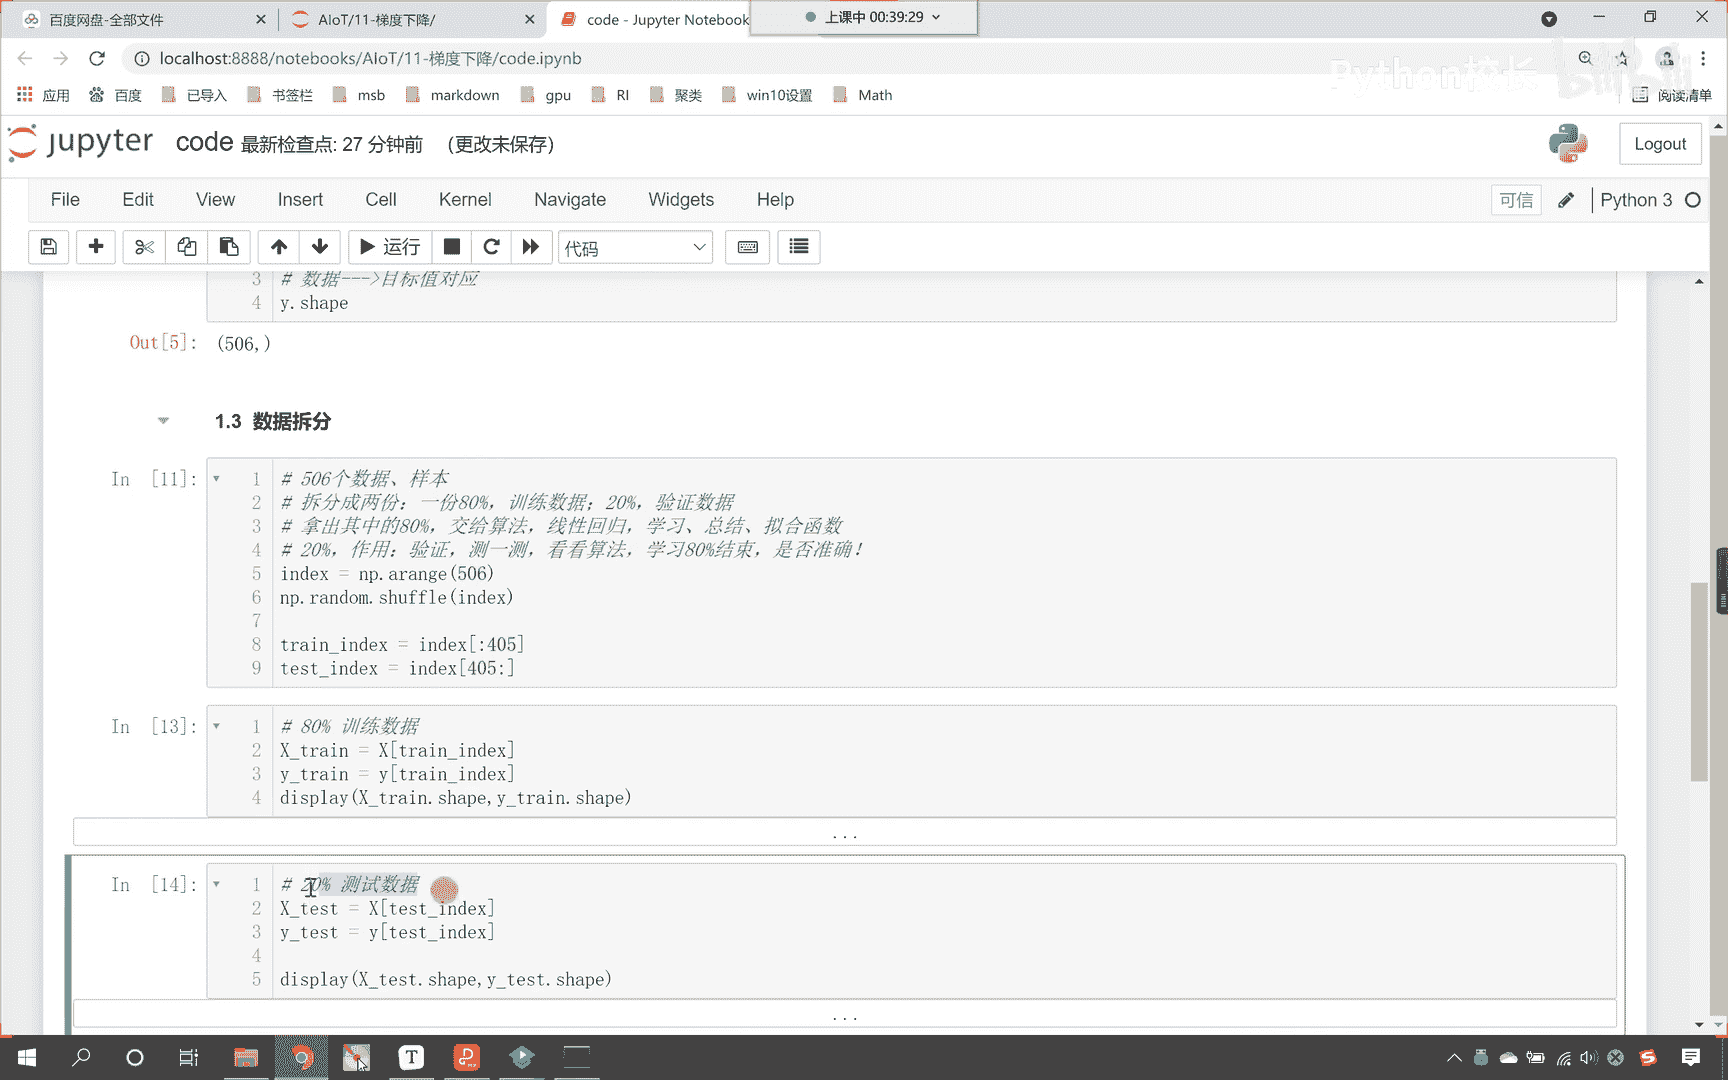 百度网盘-全部文件
AIoT/11-梯度下降/
code - Jupyter Notebook
上课中 00:39:29
localhost:8888/notebooks/AIoT/11-梯度下降/code.ipynb
Python校长
应用 百度 已导入 书签栏 msb markdown gpu RI 聚类 win10设置 Math 阅读清单
jupyter code 最新检查点: 27 分钟前 (更改未保存) Logout
File Edit View Insert Cell Kernel Navigate Widgets Help 可信 Python 3
运行 代码
3 # 数据--->目标值对应
4 y.shape
Out[5]: (506,)
1.3 数据拆分
In [11]: 1 # 506个数据、样本
2 # 拆分成两份: 一份80%, 训练数据; 20%, 验证数据
3 # 拿出其中的80%, 交给算法, 线性回归, 学习、总结、拟合函数
4 # 20%, 作用: 验证, 测一测, 看看算法, 学习80%结束, 是否准确!
5 index = np.arange(506)
6 np.random.shuffle(index)
7
8 train_index = index[:405]
9 test_index = index[405:]
In [13]: 1 # 80% 训练数据
2 X_train = X[train_index]
3 y_train = y[train_index]
4 display(X_train.shape,y_train.shape)
...
In [14]: 1 # 20% 测试数据
2 X_test = X[test_index]
3 y_test = y[test_index]
4
5 display(X_test.shape,y_test.shape)
...